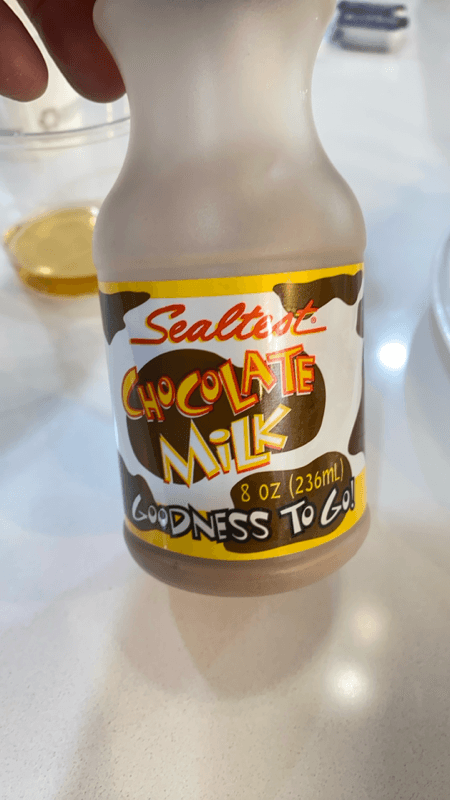 Sealtest®
CHOCOLATE
MiLK
8 OZ (236mL)
GOODNESS To Go!